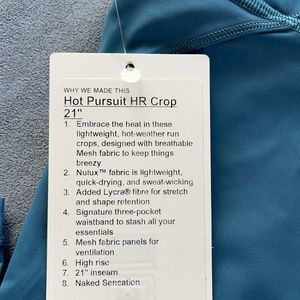 WHY WE MADE THIS
Hot Pursuit HR Crop
21"
1. Embrace the heat in these
lightweight, hot-weather run
crops, designed with breathable
Mesh fabric to keep things
breezy
2. Nulux™ fabric is lightweight,
quick-drying, and sweat-wicking
3. Added Lycra® fibre for stretch
and shape retention
4. Signature three-pocket
waistband to stash all your
essentials
5. Mesh fabric panels for
ventilation
6. High rise
7. 21" inseam
8. Naked Sensation